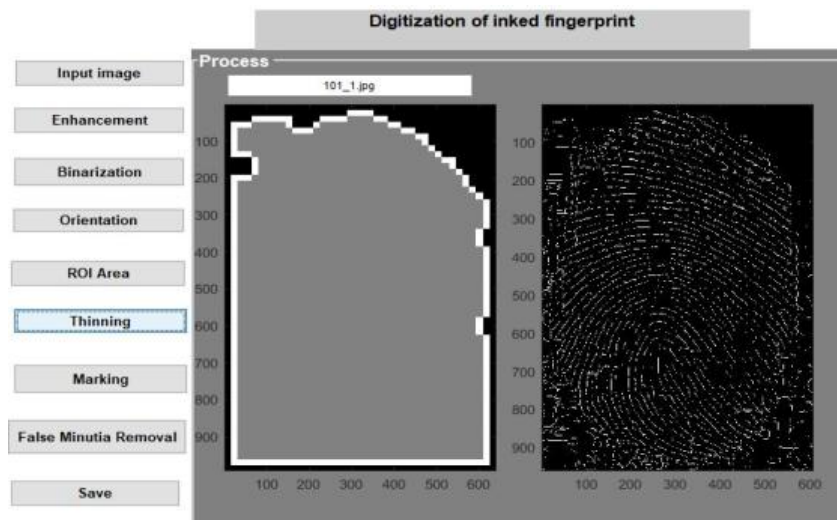 Digitization of inked fingerprint
Process
Input image
Enhancement
Binarization
Orientation
ROI Area
Thinning
Marking
False Minutia Removal
Save
101_1.jpg
100
200
300
400
500
600
700
800
900
100 200 300 400 500 600
100
200
300
400
500
600
700
800
900
100 200 300 400 500 600